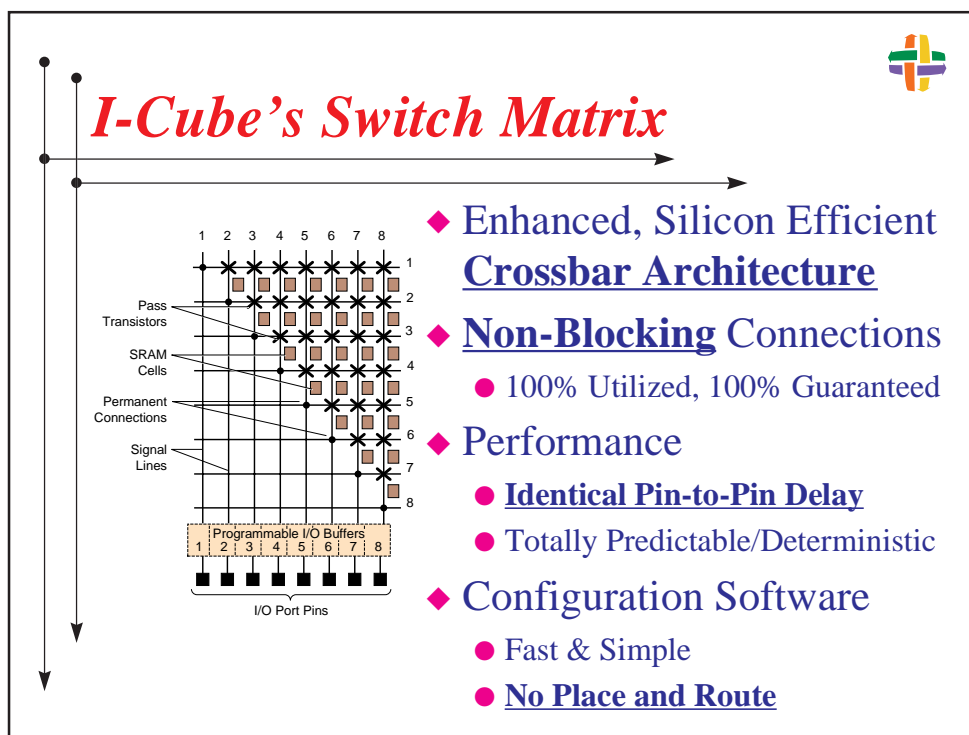 I-Cube's Switch Matrix
1 2 3 4 5 6 7 8
1
2
3
4
5
6
7
8
Pass
Transistors
SRAM
Cells
Permanent
Connections
Signal
Lines
Programmable I/O Buffers
1 2 3 4 5 6 7 8
I/O Port Pins
Enhanced, Silicon Efficient
Crossbar Architecture
Non-Blocking Connections
100% Utilized, 100% Guaranteed
Performance
Identical Pin-to-Pin Delay
Totally Predictable/Deterministic
Configuration Software
Fast & Simple
No Place and Route